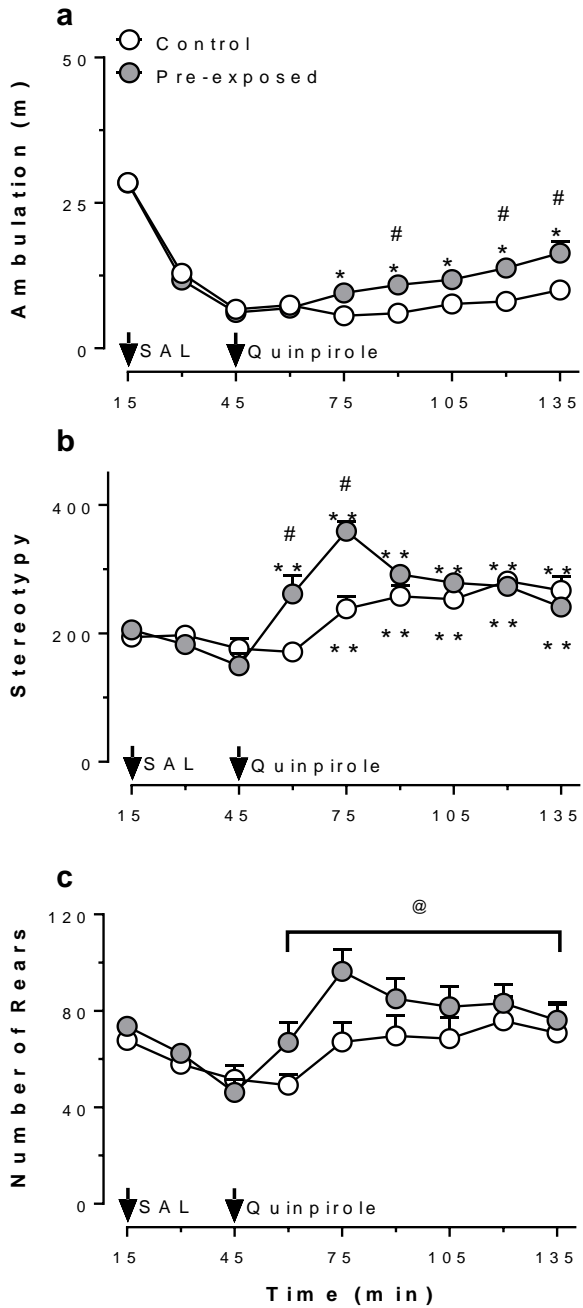 a
Control
Pre-exposed
Ambulation (m)
50
25
0
# # #
* * * * *
SAL Quinpirole
15 45 75 105 135
b
Stereotypy
400
200
0
#
#
** ** ** ** ** **
** ** ** ** **
SAL Quinpirole
15 45 75 105 135
c
Number of Rears
120
80
40
0
@
SAL Quinpirole
15 45 75 105 135
Time (min)